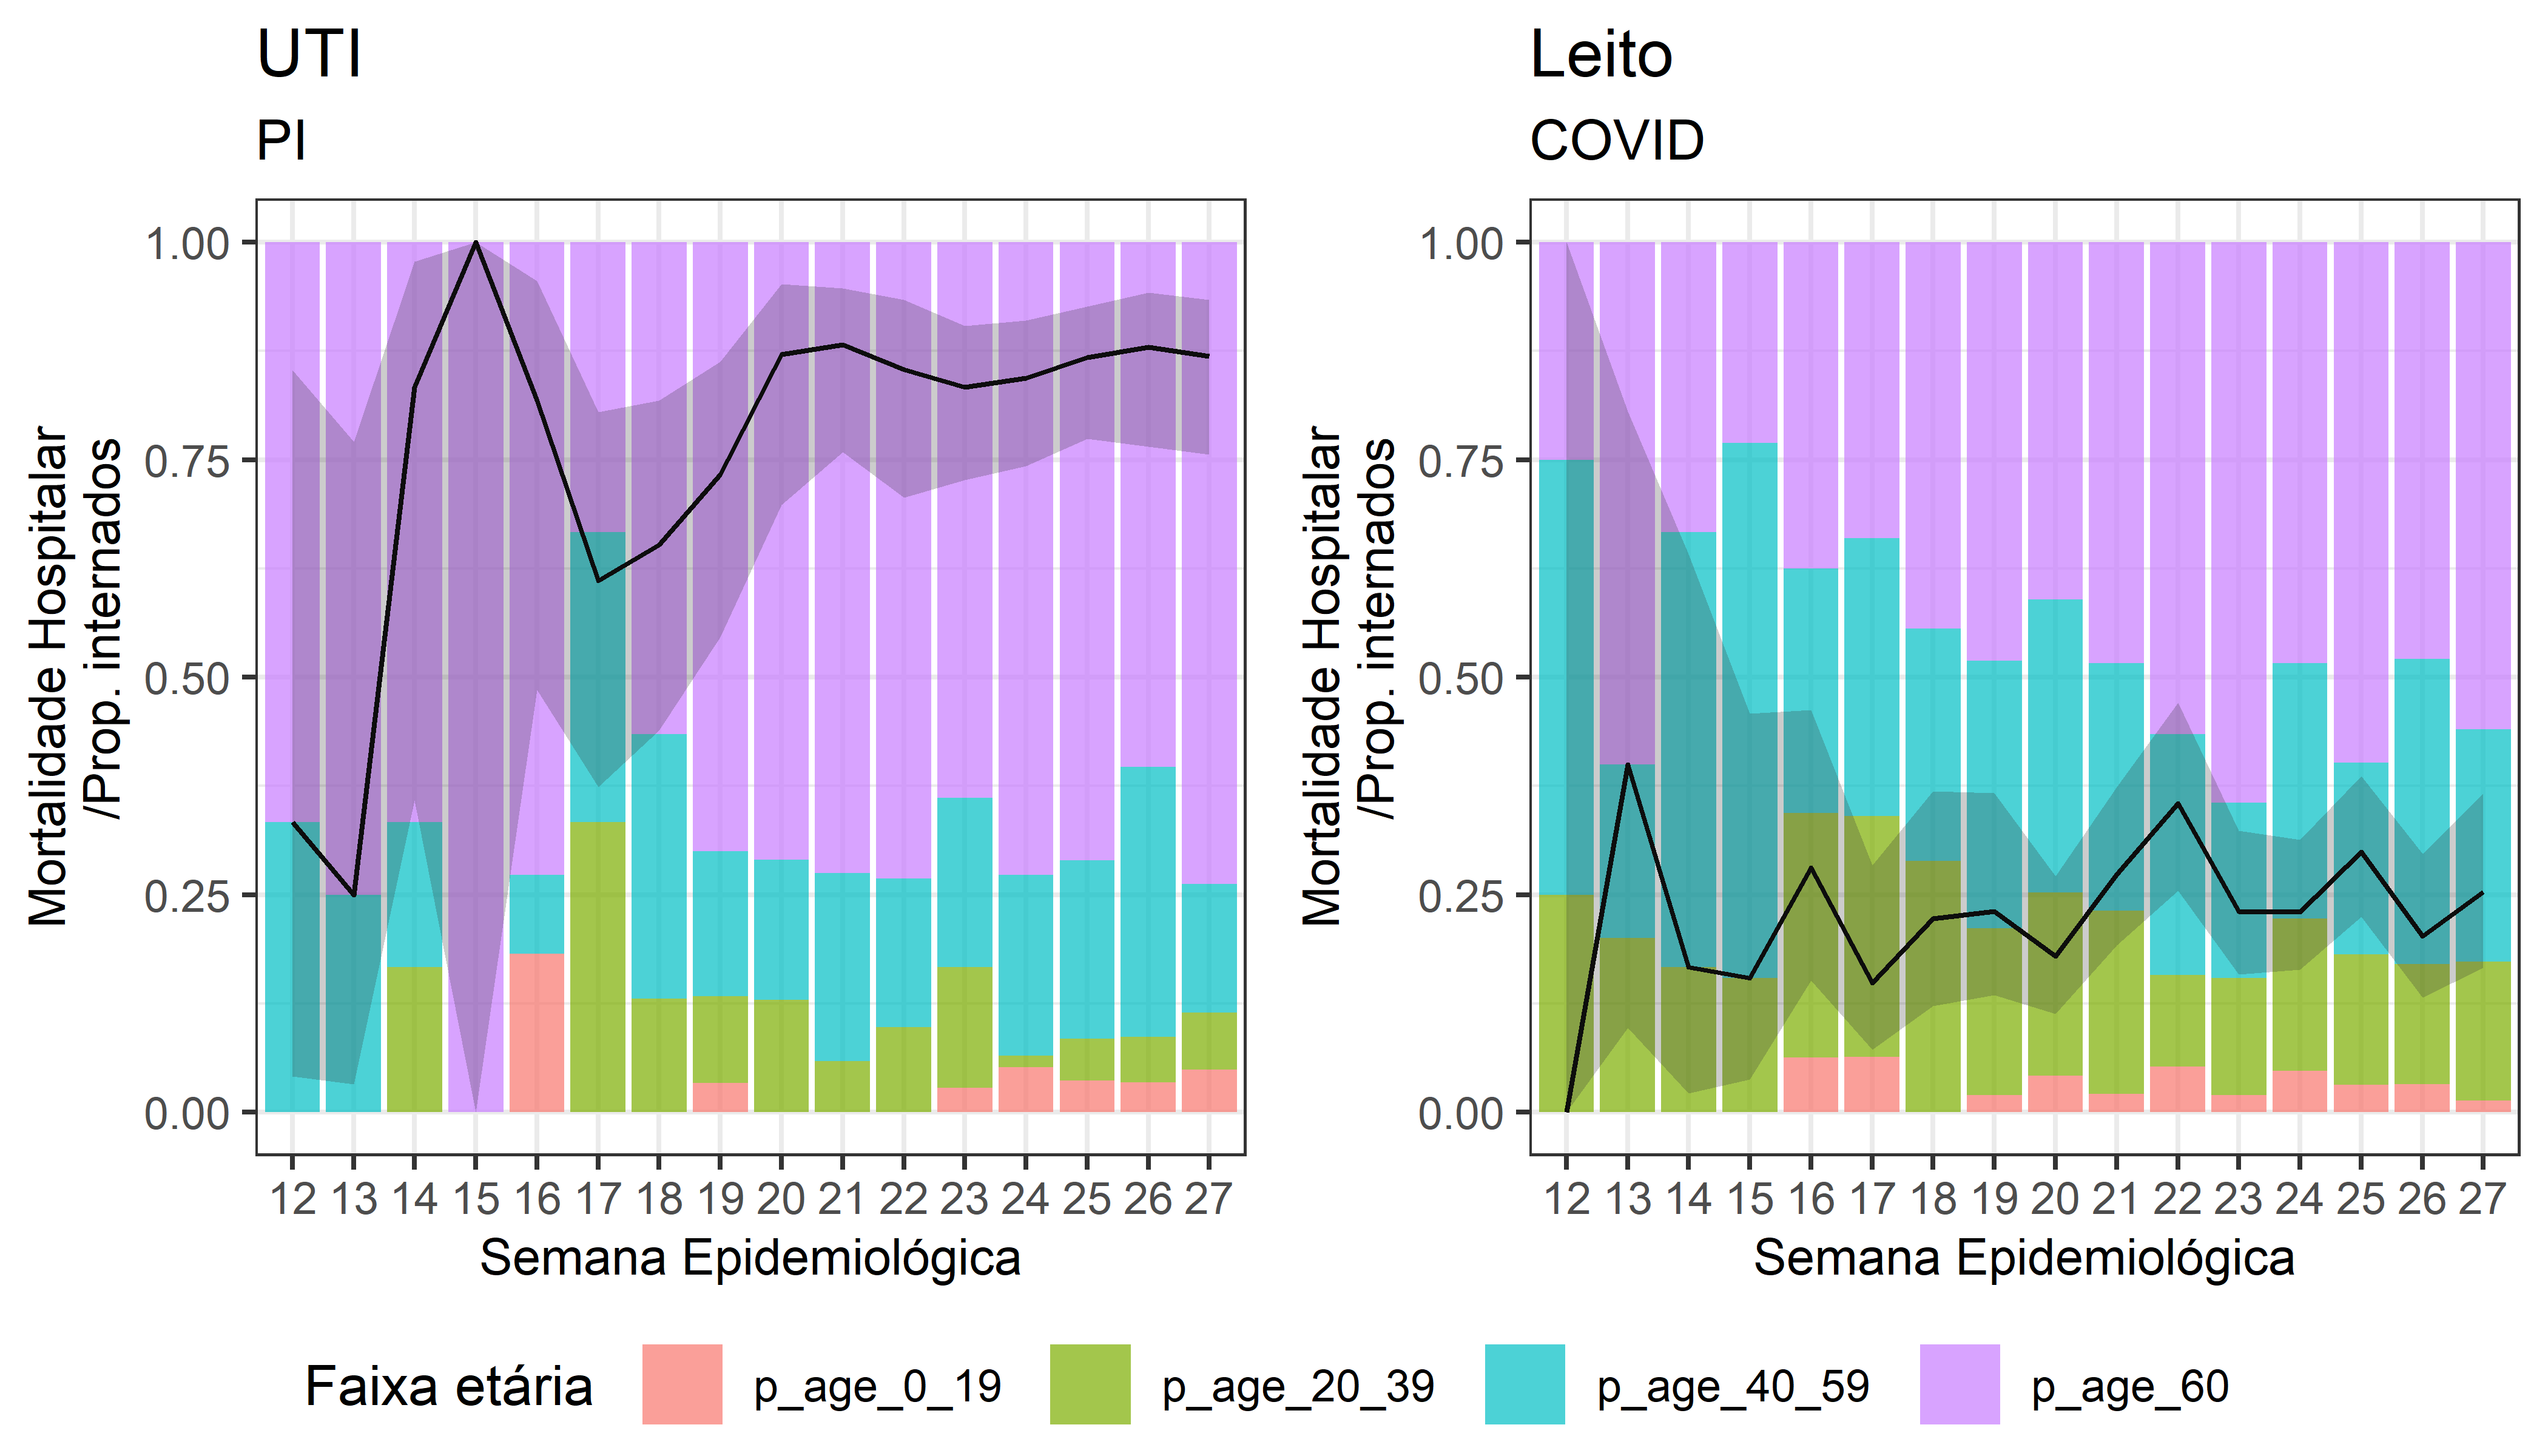 UTI
PI
Mortalidade Hospitalar
/Prop. internados
1.00
0.75
0.50
0.25
0.00
12 13 14 15 16 17 18 19 20 21 22 23 24 25 26 27
Semana Epidemiológica
Leito
COVID
Mortalidade Hospitalar
/Prop. internados
1.00
0.75
0.50
0.25
0.00
12 13 14 15 16 17 18 19 20 21 22 23 24 25 26 27
Semana Epidemiológica
Faixa etária p_age_0_19 p_age_20_39 p_age_40_59 p_age_60